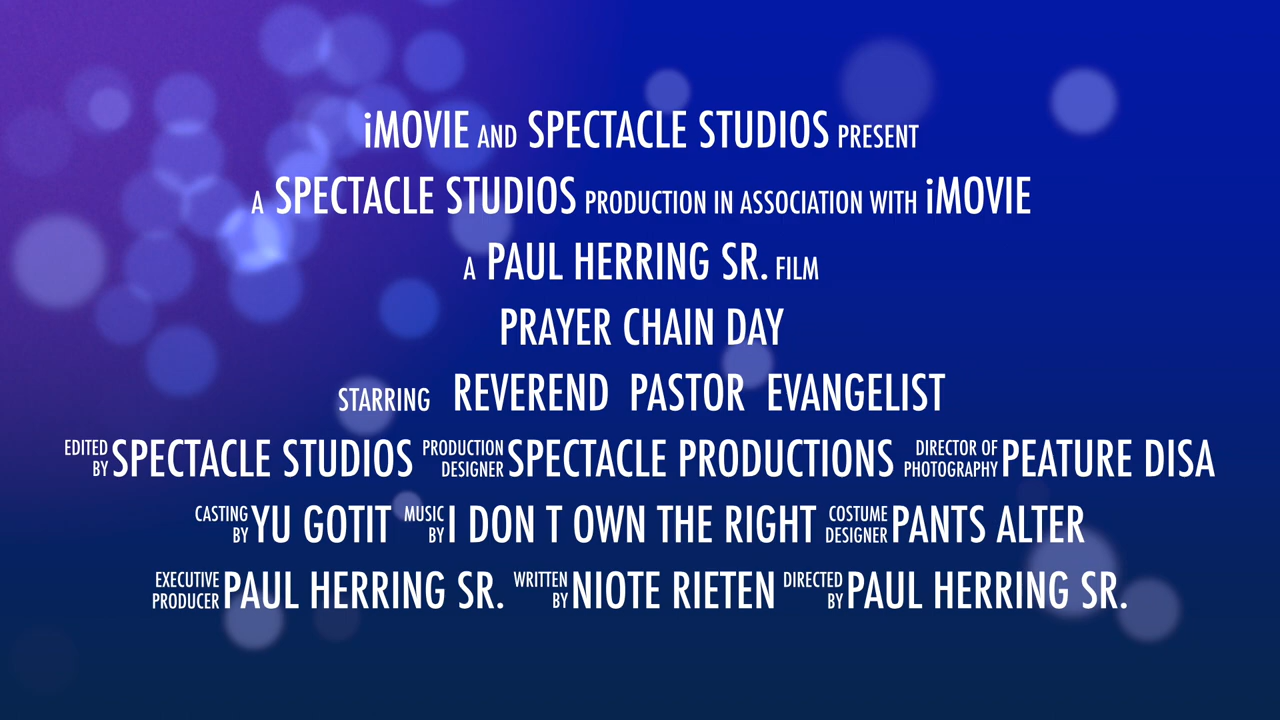 iMOVIE AND SPECTACLE STUDIOS PRESENT
A SPECTACLE STUDIOS PRODUCTION IN ASSOCIATION WITH iMOVIE
A PAUL HERRING SR. FILM
PRAYER CHAIN DAY
STARRING REVEREND PASTOR EVANGELIST
EDITED BY SPECTACLE STUDIOS PRODUCTION DESIGNER SPECTACLE PRODUCTIONS DIRECTOR OF PHOTOGRAPHY PEATURE DISA
CASTING BY YU GOTIT MUSIC BY I DON T OWN THE RIGHT COSTUME DESIGNER PANTS ALTER
EXECUTIVE PRODUCER PAUL HERRING SR. WRITTEN BY NIOTE RIETEN DIRECTED BY PAUL HERRING SR.